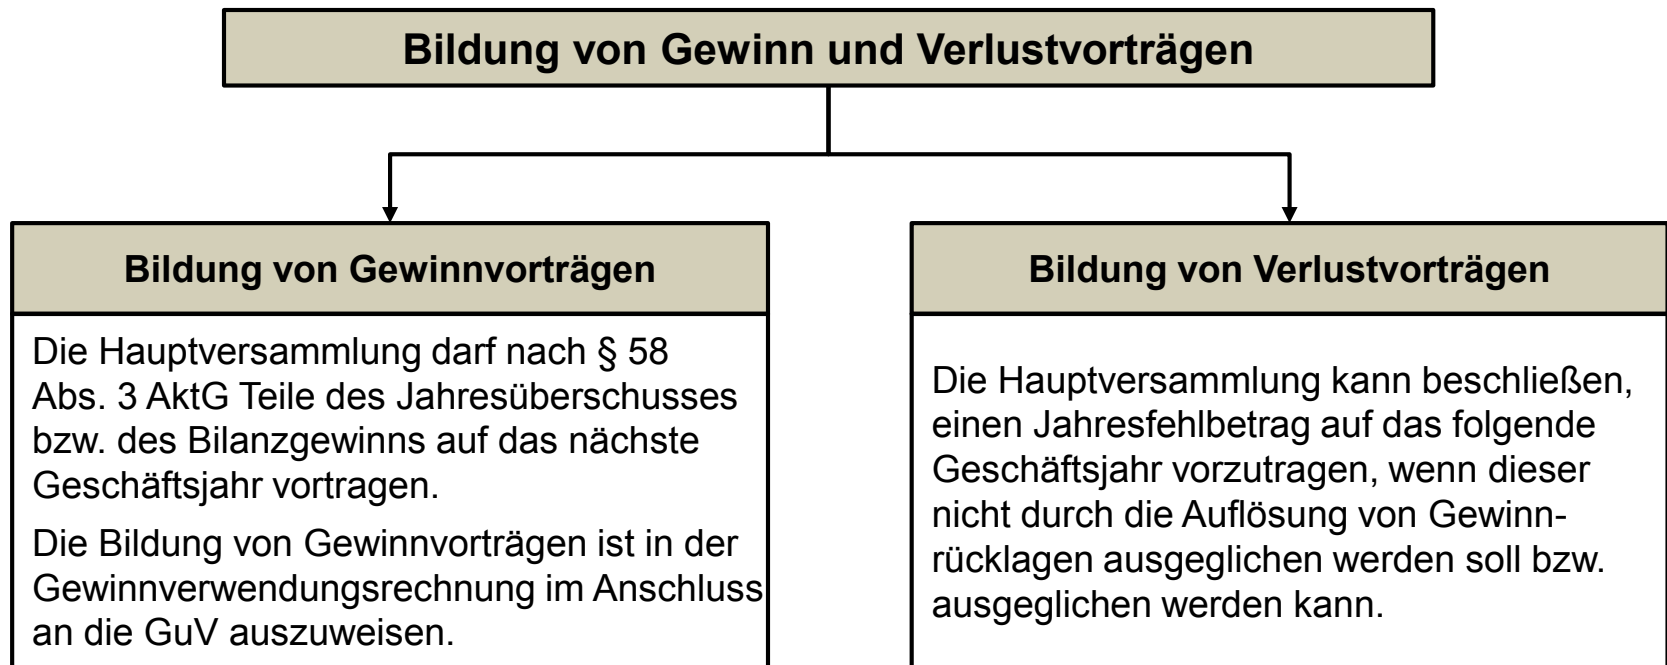 Bildung von Gewinn und Verlustvorträgen
Bildung von Gewinnvorträgen
Die Hauptversammlung darf nach § 58
Abs. 3 AktG Teile des Jahresüberschusses
bzw. des Bilanzgewinns auf das nächste
Geschäftsjahr vortragen.
Die Bildung von Gewinnvorträgen ist in der
Gewinnverwendungsrechnung im Anschluss
an die GuV auszuweisen.
Bildung von Verlustvorträgen
Die Hauptversammlung kann beschließen,
einen Jahresfehlbetrag auf das folgende
Geschäftsjahr vorzutragen, wenn dieser
nicht durch die Auflösung von Gewinn-
rücklagen ausgeglichen werden soll bzw.
ausgeglichen werden kann.